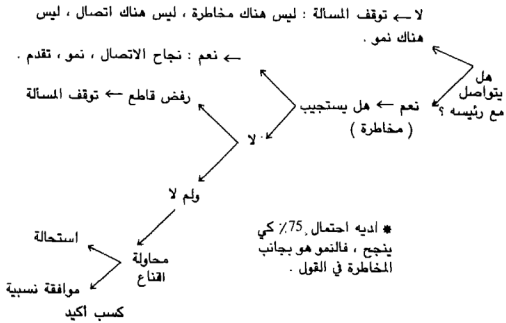 لا ← توقف المسألة : ليس هناك مخاطرة ، ليس هناك اتصال ، ليس
هناك نمو .
← نعم : نجاح الاتصال ، نمو ، تقدم .
هل
يتواصل
مع رئيسه ؟
نعم ← هل يستجيب
( مخاطرة )
رفض قاطع ← توقف المسألة
لا
ولم لا
محاولة
اقناع
استحالة
موافقة نسبية
كسب اكيد
* لديه احتمال 75٪ كي
ينجح ، فالنمو هو بجانب
المخاطرة في القول .